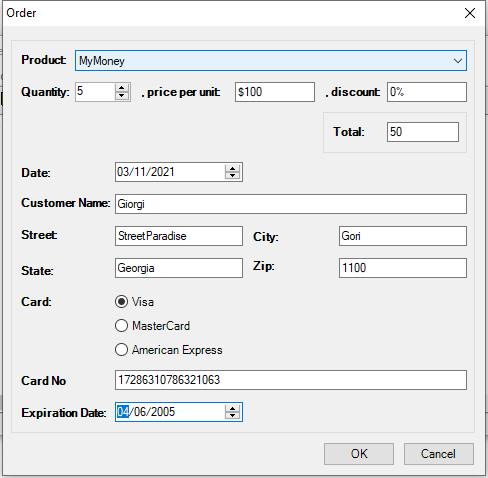 Order
Product: MyMoney
Quantity: 5 , price per unit: $100 , discount: 0%
Total: 50
Date: 03/11/2021
Customer Name: Giorgi
Street: StreetParadise City: Gori
State: Georgia Zip: 1100
Card: Visa
MasterCard
American Express
Card No 17286310786321063
Expiration Date: 04/06/2005
OK Cancel